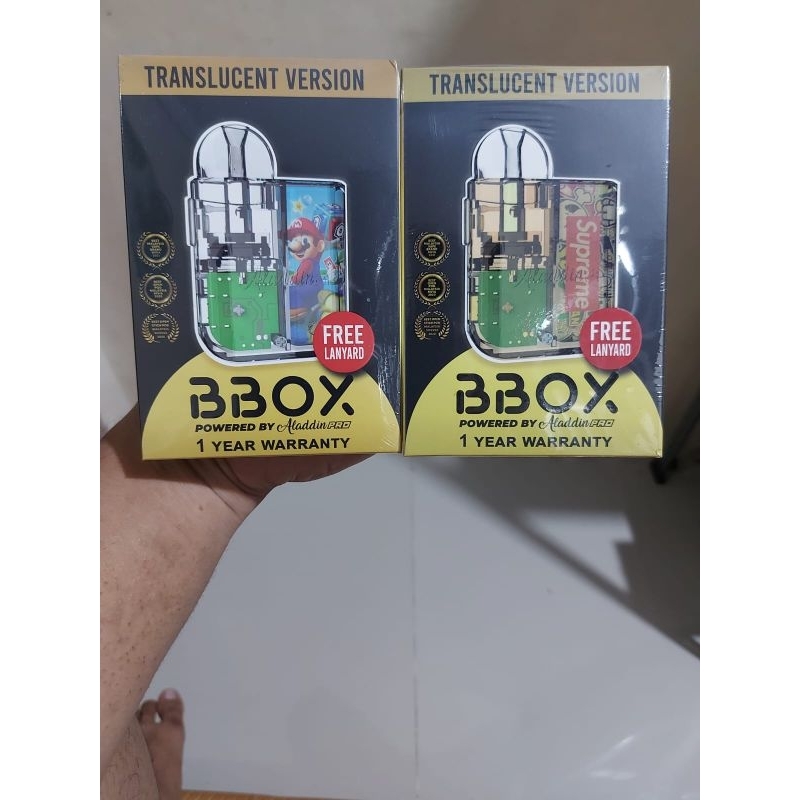 TRANSLUCENT VERSION
FREE
LANYARD
BBOX
POWERED BY Aladdin PRO
1 YEAR WARRANTY
TRANSLUCENT VERSION
Supreme
FREE
LANYARD
BBOX
POWERED BY Aladdin PRO
1 YEAR WARRANTY